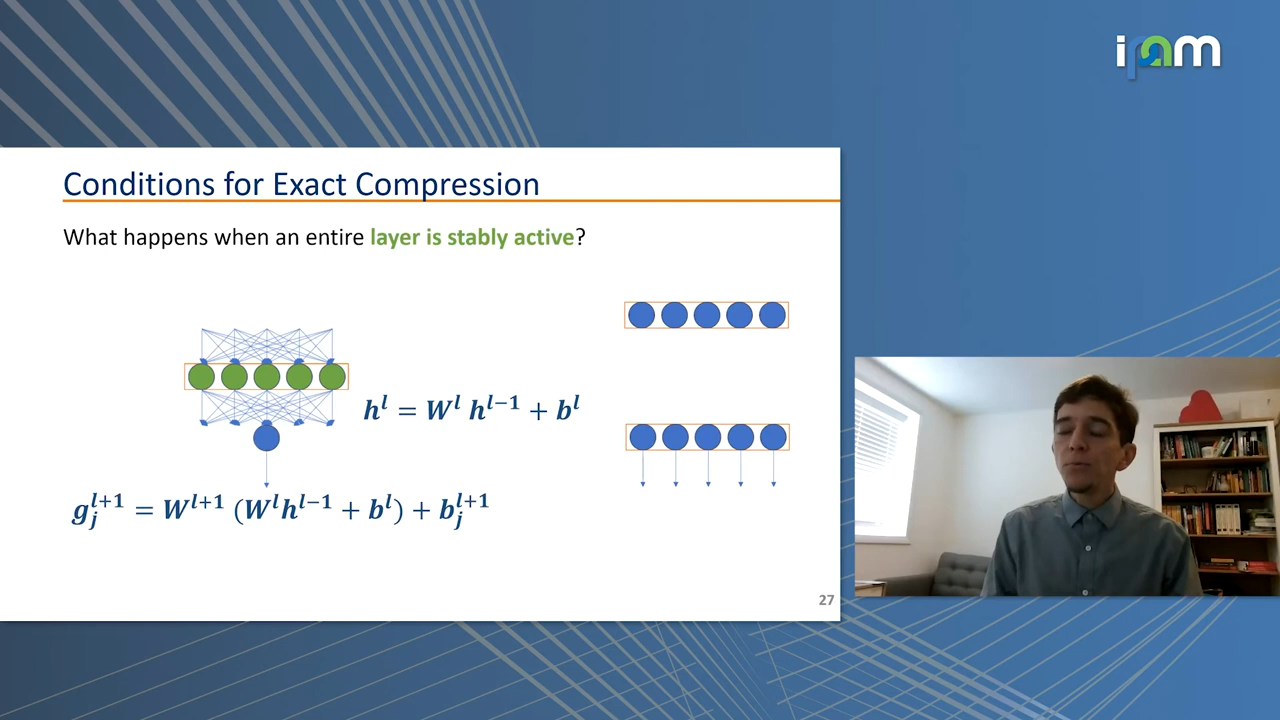 ipam
Conditions for Exact Compression
What happens when an entire layer is stably active?
h^l = W^l h^{l-1} + b^l
g_j^{l+1} = W^{l+1} (W^l h^{l-1} + b^l) + b_j^{l+1}
27